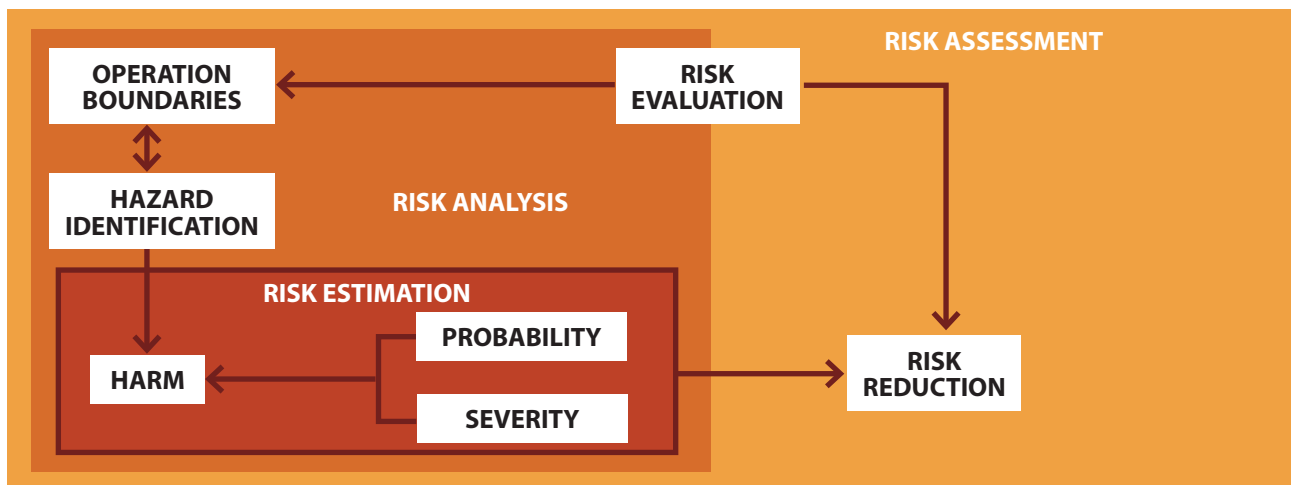 RISK ASSESSMENT
OPERATION
BOUNDARIES
RISK
EVALUATION
HAZARD
IDENTIFICATION
RISK ANALYSIS
RISK ESTIMATION
PROBABILITY
HARM
SEVERITY
RISK
REDUCTION